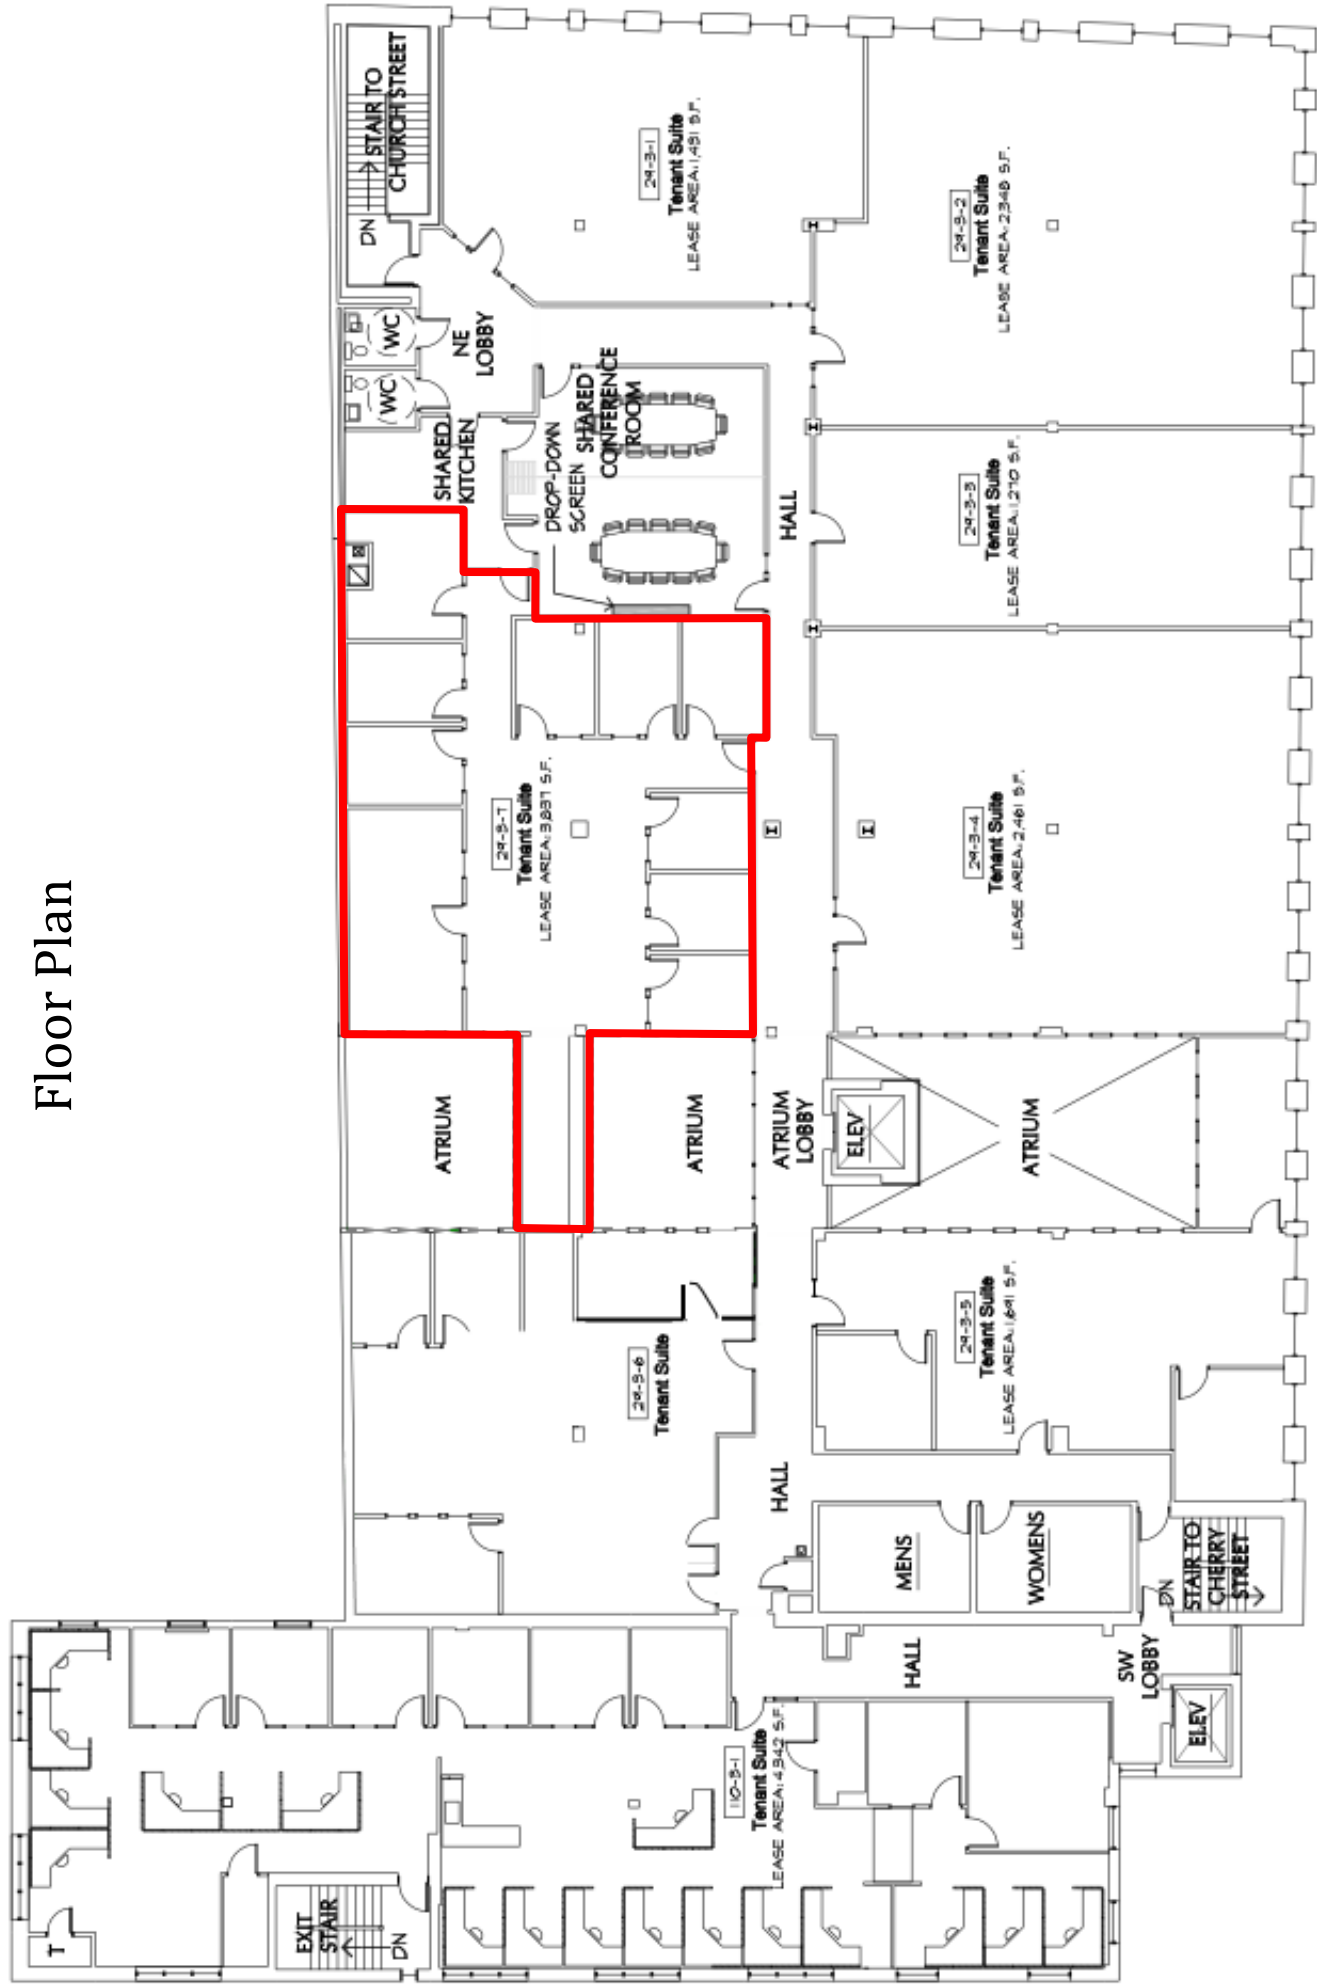 Floor Plan
DN
STAIR TO
CHURCH STREET
WC
WC
NE
LOBBY
SHARED
KITCHEN
DROP-DOWN
SCREEN
SHARED
CONFERENCE
ROOM
HALL
29-3-1
Tenant Suite
LEASE AREA: 1,431 S.F.
29-3-2
Tenant Suite
LEASE AREA: 2,348 S.F.
29-3-3
Tenant Suite
LEASE AREA: 1,270 S.F.
29-3-4
Tenant Suite
LEASE AREA: 2,461 S.F.
29-3-7
Tenant Suite
LEASE AREA: 3,837 S.F.
ATRIUM
ATRIUM
ATRIUM
LOBBY
ELEV
ATRIUM
29-3-5
Tenant Suite
LEASE AREA: 1,691 S.F.
29-3-6
Tenant Suite
HALL
MENS
WOMENS
DN
STAIR TO
CHERRY
STREET
HALL
SW
LOBBY
ELEV
110-3-1
Tenant Suite
LEASE AREA: 4,342 S.F.
EXIT
STAIR
DN
T